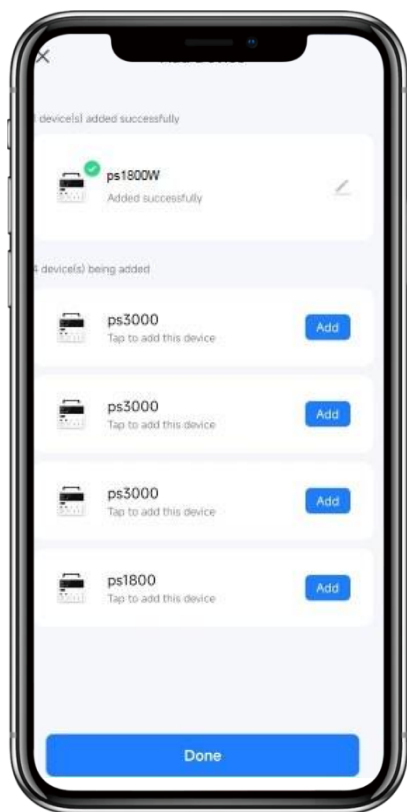 device(s) added successfully
ps1800W
Added successfully
4 device(s) being added
ps3000
Tap to add this device
Add
ps3000
Tap to add this device
Add
ps3000
Tap to add this device
Add
ps1800
Tap to add this device
Add
Done